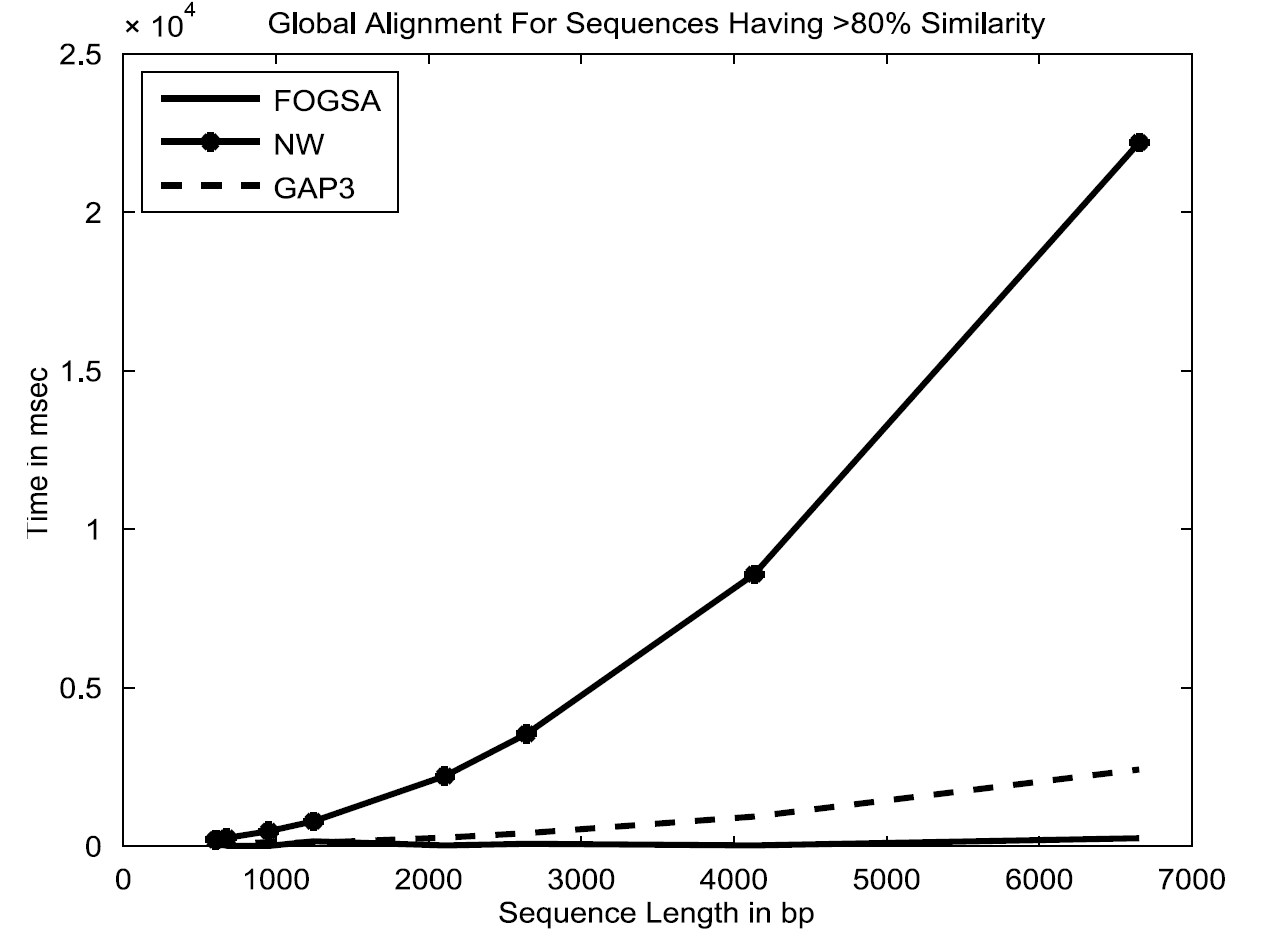 × 10^4
Global Alignment For Sequences Having >80% Similarity
2.5
2
1.5
1
0.5
0
Time in msec
FOGSA
NW
GAP3
0 1000 2000 3000 4000 5000 6000 7000
Sequence Length in bp